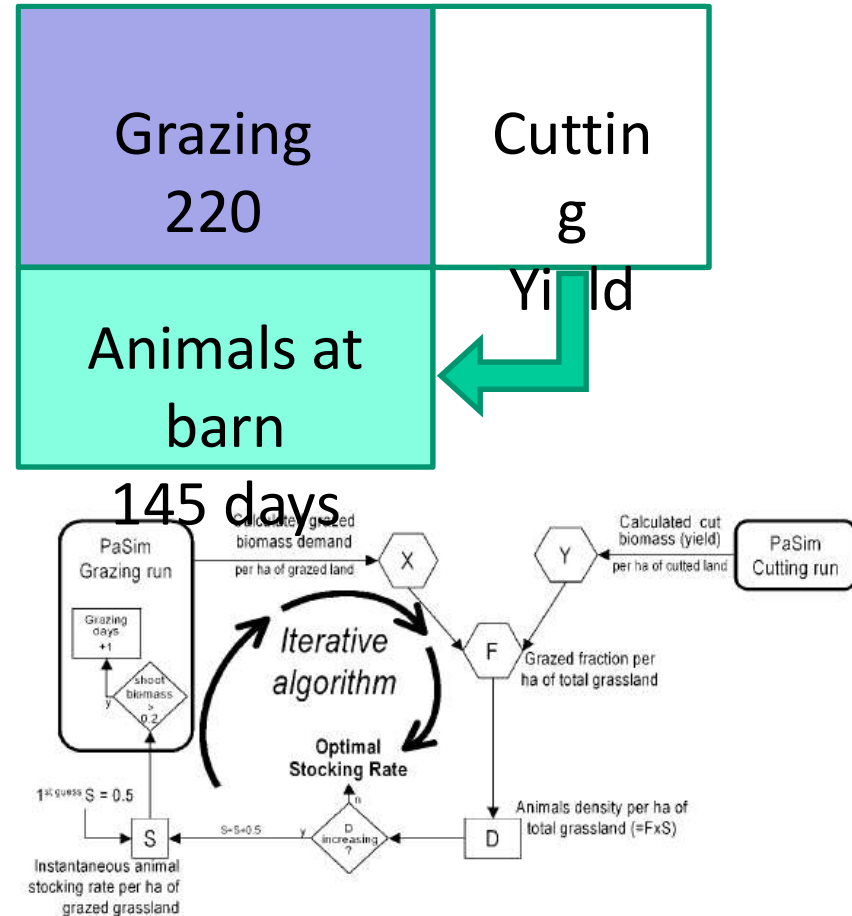 Grazing
220
Cuttin
g
Yield
Animals at
barn
145 days
Calculated grazed
biomass demand
per ha of grazed land
PaSim
Grazing run
X
Y
Calculated cut
biomass (yield)
per ha of cutted land
PaSim
Cutting run
Grazing
days
+1
shoot
biomass
>
0.2
y
Iterative
algorithm
F
Grazed fraction per
ha of total grassland
Optimal
Stocking Rate
n
1st guess S = 0.5
S
S=S+0.5
y
D
increasing
?
D
Animals density per ha of
total grassland (=FxS)
Instantaneous animal
stocking rate per ha of
grazed grassland